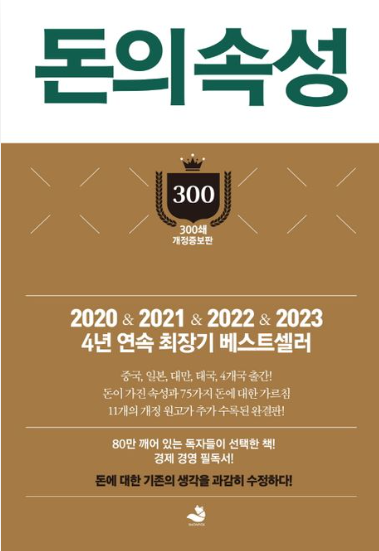 돈의 속성
300
300쇄
개정증보판
2020 & 2021 & 2022 & 2023
4년 연속 최장기 베스트셀러
중국, 일본, 대만, 태국, 4개국 출간!
돈이 가진 속성과 75가지 돈에 대한 가르침
11개의 개정 원고가 추가 수록된 완결판!
80만 깨어 있는 독자들이 선택한 책!
경제 경영 필독서!
돈에 대한 기존의 생각을 과감히 수정하다!